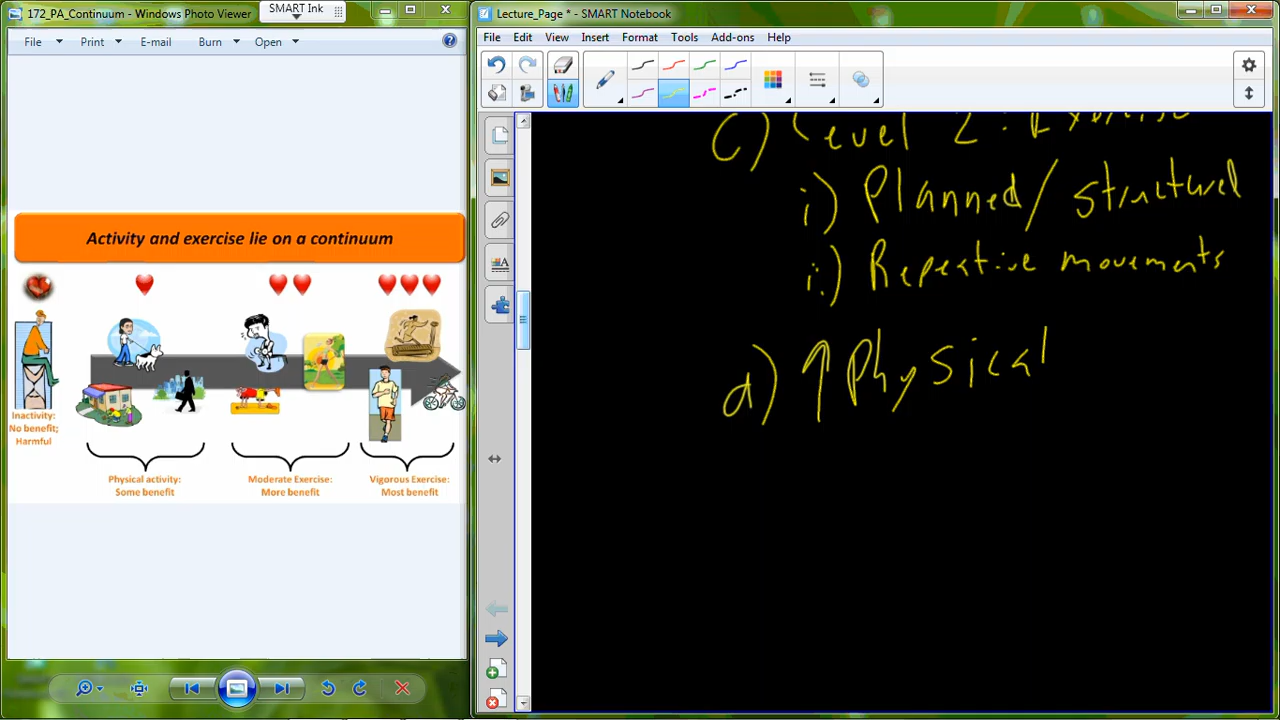 172_PA_Continuum - Windows Photo Viewer
SMART Ink
File Print E-mail Burn Open
Activity and exercise lie on a continuum
Inactivity:
No benefit;
Harmful
Physical activity:
Some benefit
Moderate Exercise:
More benefit
Vigorous Exercise:
Most benefit
Lecture_Page * - SMART Notebook
File Edit View Insert Format Tools Add-ons Help
c) Level 2: Exercise
i) Planned/structured
ii) Repeative movements
d) ↑ Physical